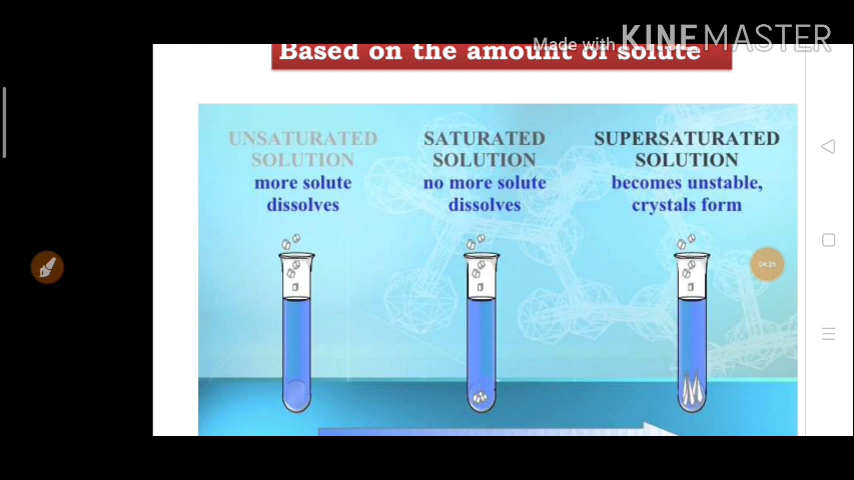 Made with KINEMASTER
Based on the amount of solute
UNSATURATED
SOLUTION
more solute
dissolves
SATURATED
SOLUTION
no more solute
dissolves
SUPERSATURATED
SOLUTION
becomes unstable,
crystals form
04:26